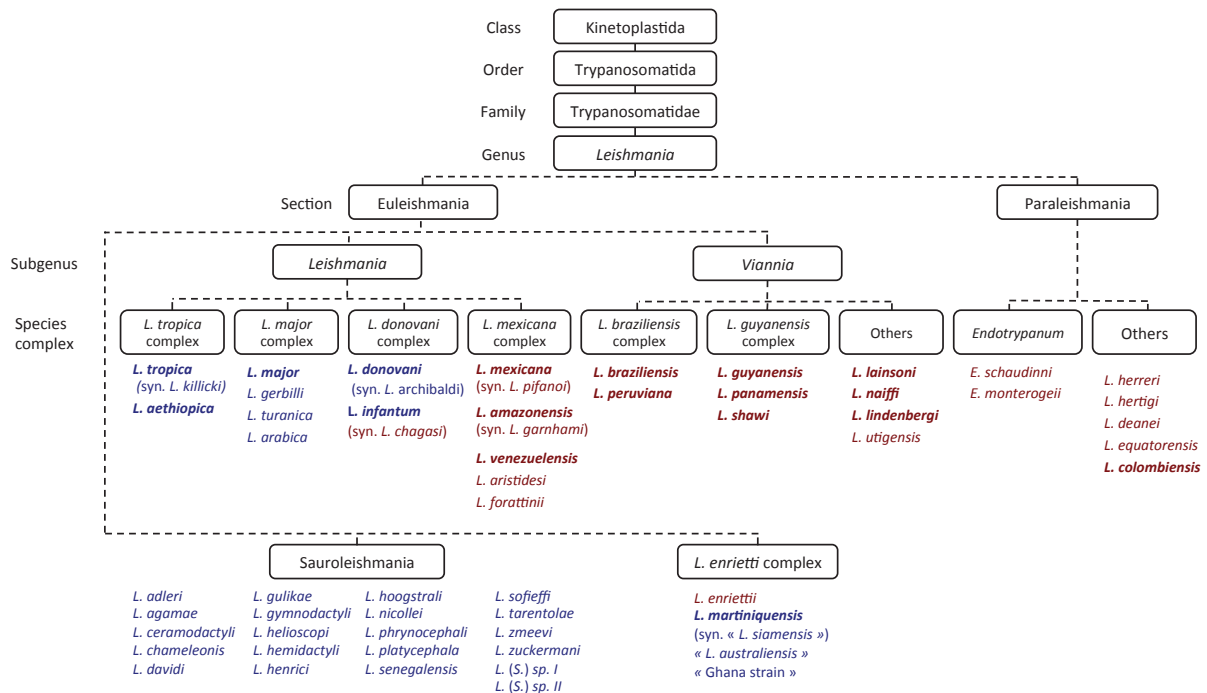 Class
Kinetoplastida
Order
Trypanosomatida
Family
Trypanosomatidae
Genus
Leishmania
Section
Euleishmania
Paraleishmania
Subgenus
Leishmania
Viannia
Species
complex
L. tropica
complex
L. major
complex
L. donovani
complex
L. mexicana
complex
L. braziliensis
complex
L. guyanensis
complex
Others
Endotrypanum
Others
L. tropica
(syn. L. killicki)
L. aethiopica
L. major
L. gerbilli
L. turanica
L. arabica
L. donovani
(syn. L. archibaldi)
L. infantum
(syn. L. chagasi)
L. mexicana
(syn. L. pifanoi)
L. amazonensis
(syn. L. garnhami)
L. venezuelensis
L. aristidesi
L. forattinii
L. braziliensis
L. peruviana
L. guyanensis
L. panamensis
L. shawi
L. lainsoni
L. naiffi
L. lindenbergi
L. utigensis
E. schaudinni
E. monterogeii
L. herreri
L. hertigi
L. deanei
L. equatorensis
L. colombiensis
Sauroleishmania
L. enrietti complex
L. adleri
L. agamae
L. ceramodactyli
L. chameleonis
L. davidi
L. gulikae
L. gymnodactyli
L. helioscopi
L. hemidactyli
L. henrici
L. hoogstrali
L. nicollei
L. phrynocephali
L. platycephala
L. senegalensis
L. sofieffi
L. tarentolae
L. zmeevi
L. zuckermani
L. (S.) sp. I
L. (S.) sp. II
L. enriettii
L. martiniquensis
(syn. « L. siamensis »)
« L. australiensis »
« Ghana strain »